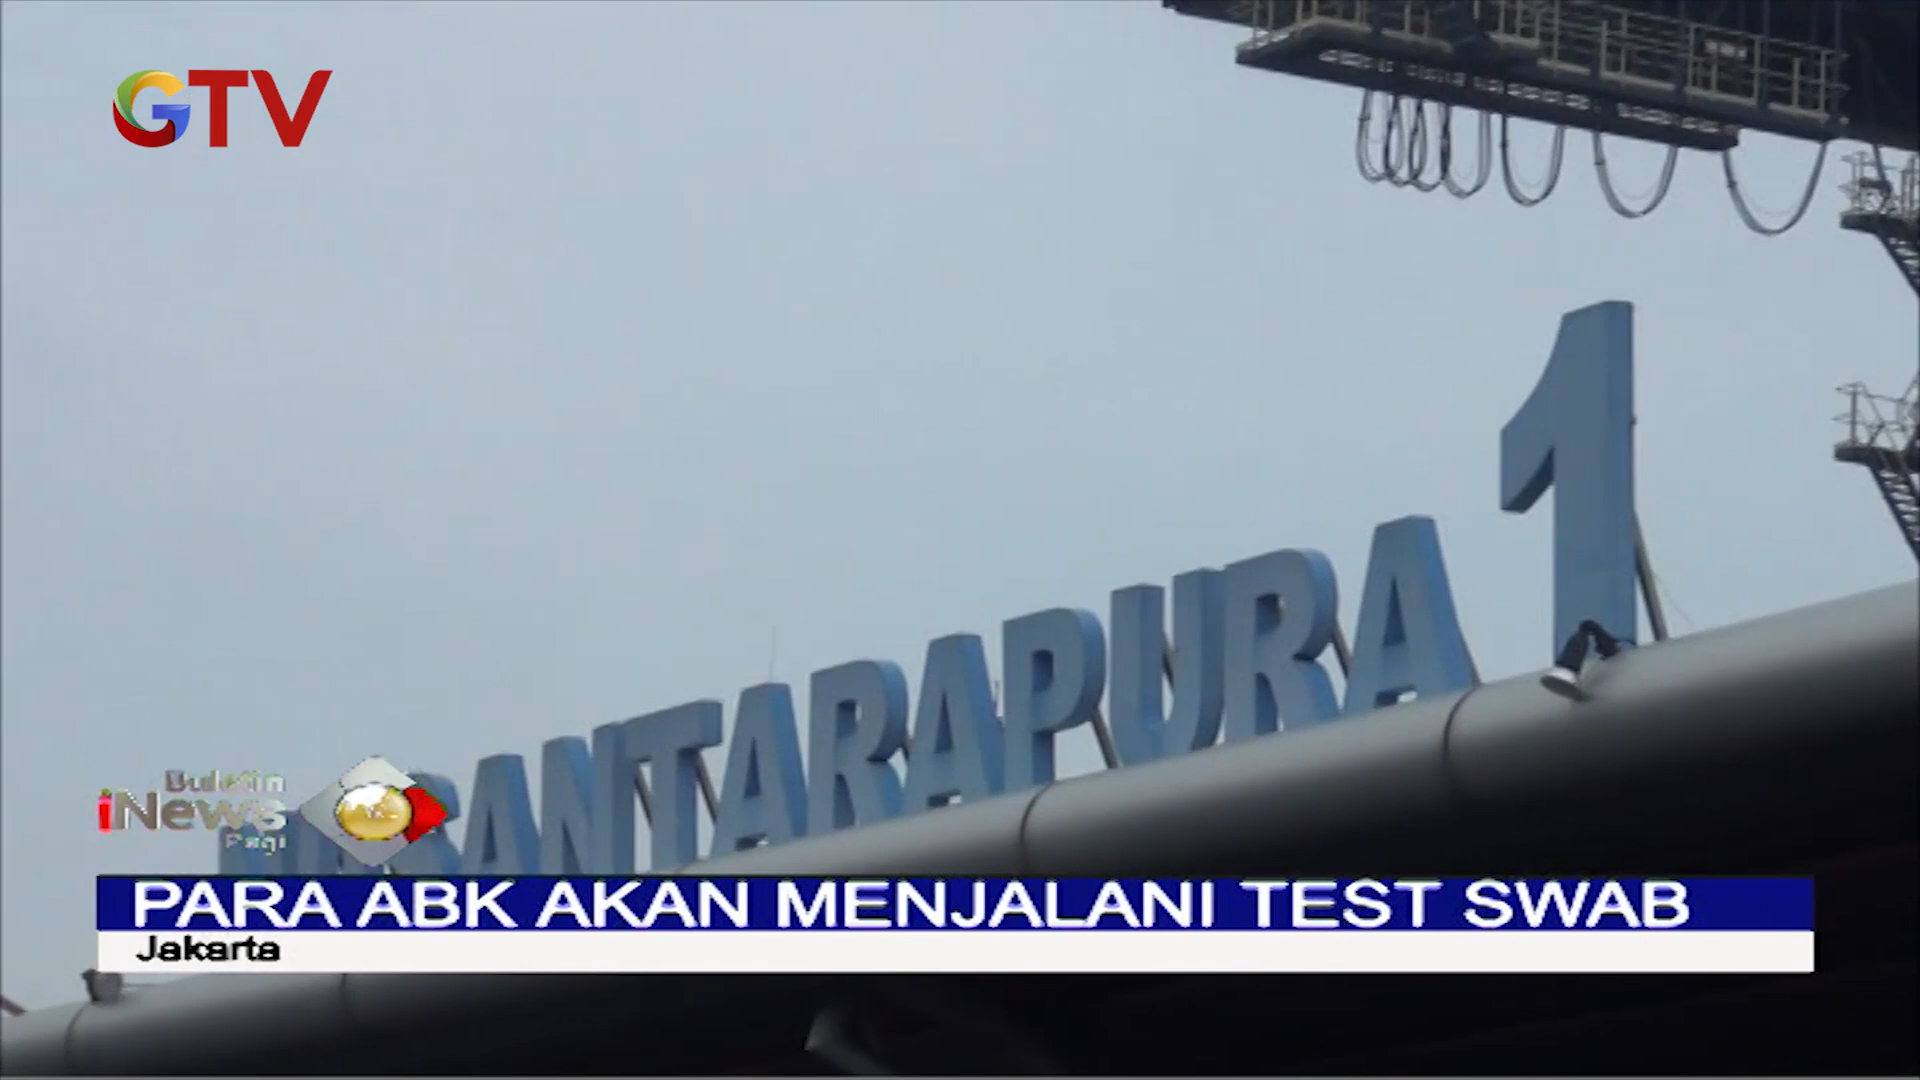 GTV
NUSANTARAPURA 1
Buletin
iNews
Pagi
PARA ABK AKAN MENJALANI TEST SWAB
Jakarta